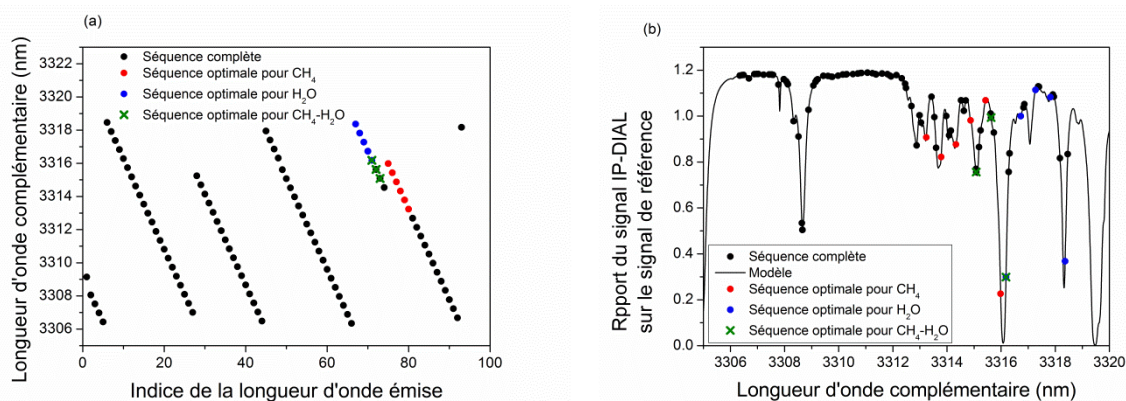 (a)
Longueur d'onde complémentaire (nm)
3322
3320
3318
3316
3314
3312
3310
3308
3306
Séquence complète
Séquence optimale pour CH₄
Séquence optimale pour H₂O
Séquence optimale pour CH₄-H₂O
0 20 40 60 80 100
Indice de la longueur d'onde émise
(b)
Rpport du signal IP-DIAL
sur le signal de référence
1.2
1.0
0.8
0.6
0.4
0.2
0.0
Séquence complète
Modèle
Séquence optimale pour CH₄
Séquence optimale pour H₂O
Séquence optimale pour CH₄-H₂O
3306 3308 3310 3312 3314 3316 3318 3320
Longueur d'onde complémentaire (nm)